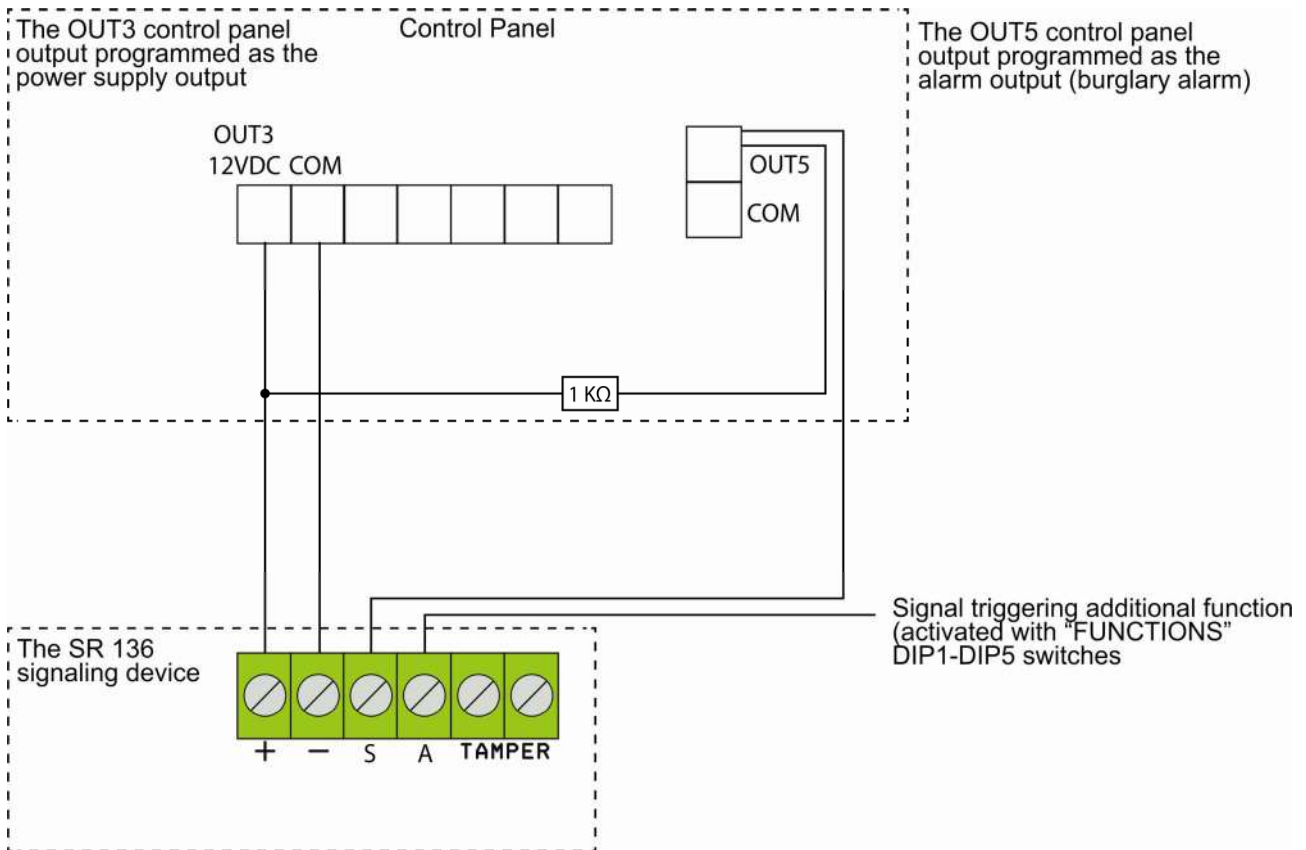 The OUT3 control panel
output programmed as the
power supply output
Control Panel
The OUT5 control panel
output programmed as the
alarm output (burglary alarm)
OUT3
12VDC COM
OUT5
COM
1 KΩ
Signal triggering additional function
(activated with “FUNCTIONS”
DIP1-DIP5 switches
The SR 136
signaling device
+ − S A TAMPER